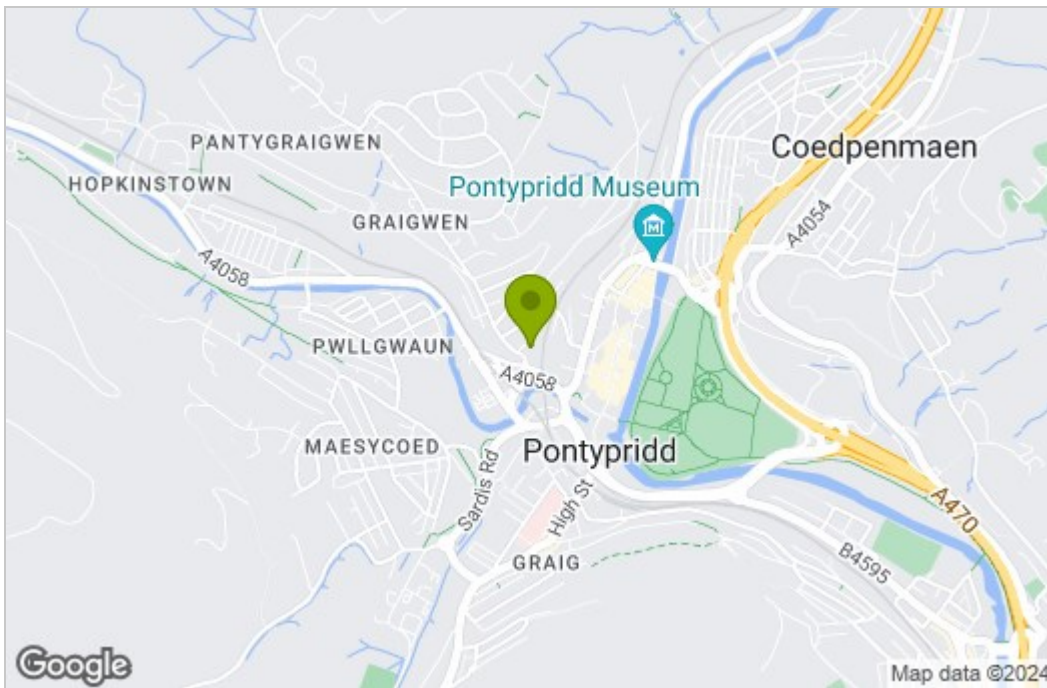 Coedpenmaen
PANTYGRAIGWEN
HOPKINSTOWN
Pontypridd Museum
M
GRAIGWEN
A4054
A4058
PWLLGWAUN
A4058
MAESYCOED
Pontypridd
Sardis Rd
High St
A470
GRAIG
B4595
Google
Map data ©2024